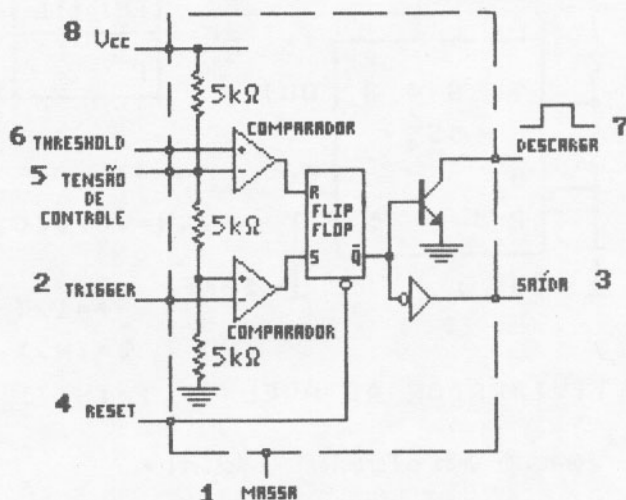 8 Vcc
5kΩ
7
6 THRESHOLD
COMPARADOR
DESCARGA
5 TENSÃO
DE
CONTROLE
+
-
R
FLIP
FLOP
5kΩ
S
Q̄
2 TRIGGER
+
-
SAÍDA 3
COMPARADOR
5kΩ
4 RESET
1 MASSA